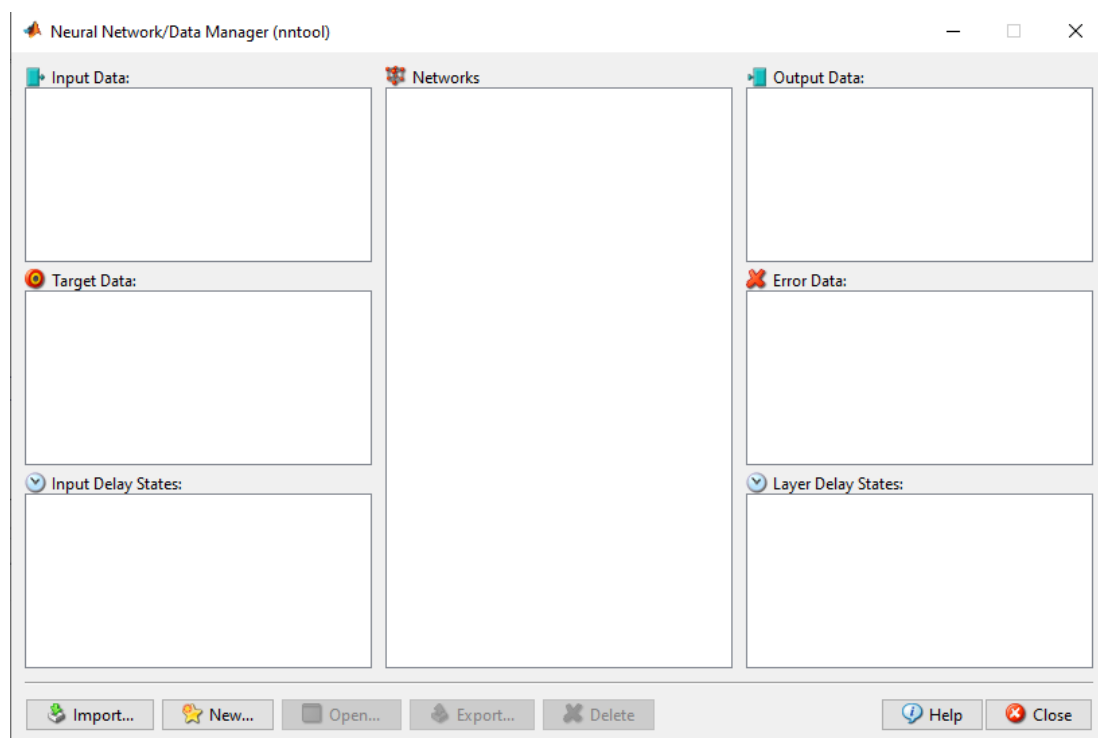 Neural Network/Data Manager (nntool)
Input Data:
Networks
Output Data:
Target Data:
Error Data:
Input Delay States:
Layer Delay States:
Import...
New...
Open...
Export...
Delete
Help
Close